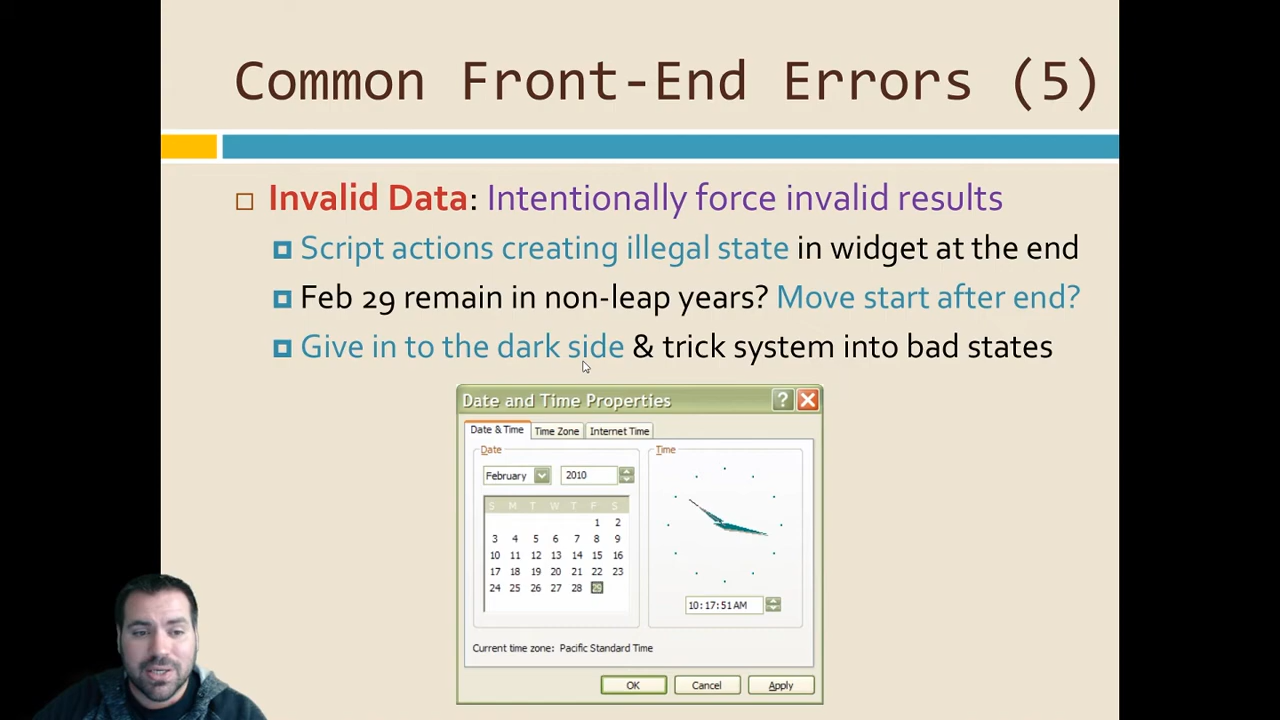 Common Front-End Errors (5)
Invalid Data: Intentionally force invalid results
Script actions creating illegal state in widget at the end
Feb 29 remain in non-leap years? Move start after end?
Give in to the dark side & trick system into bad states
Date and Time Properties
?
Date & Time Time Zone Internet Time
Date
February 2010
S M T W T F S
1 2
3 4 5 6 7 8 9
10 11 12 13 14 15 16
17 18 19 20 21 22 23
24 25 26 27 28 29
Time
10:17:51 AM
Current time zone: Pacific Standard Time
OK Cancel Apply